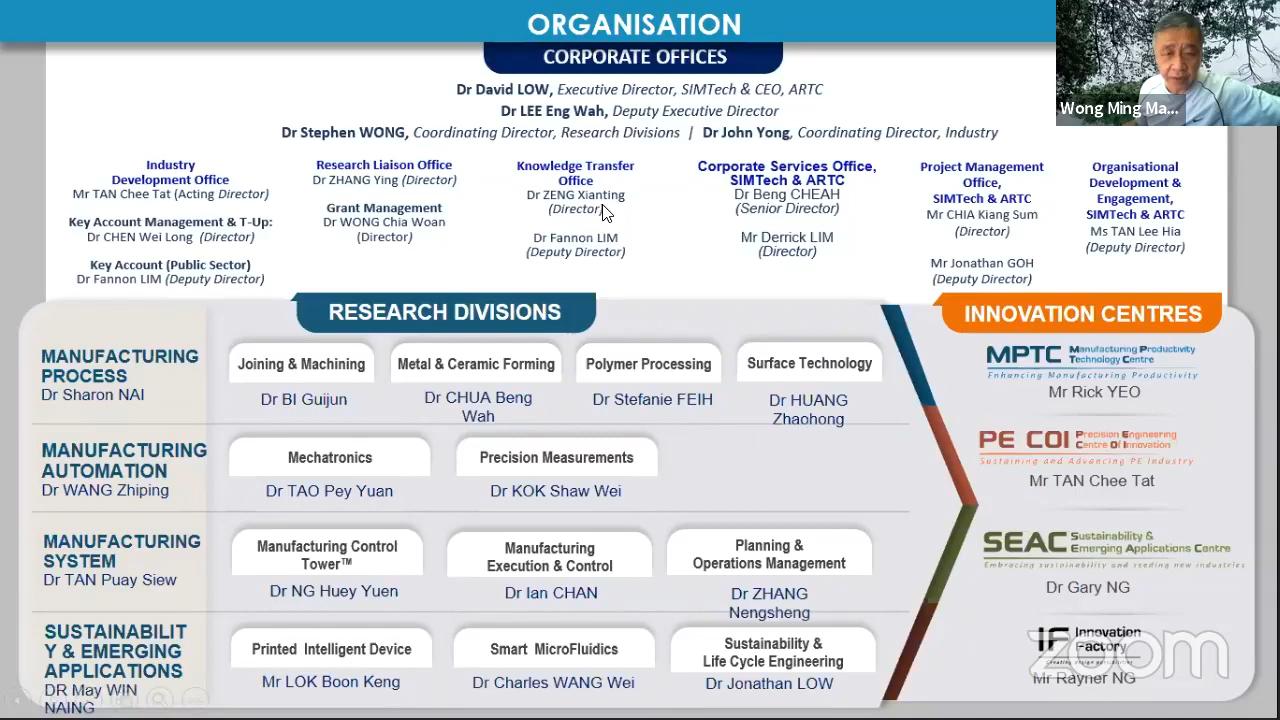 ORGANISATION
CORPORATE OFFICES
Wong Ming Ma...
Dr David LOW, Executive Director, SIMTech & CEO, ARTC
Dr LEE Eng Wah, Deputy Executive Director
Dr Stephen WONG, Coordinating Director, Research Divisions | Dr John Yong, Coordinating Director, Industry
Industry
Development Office
Mr TAN Chee Tat (Acting Director)
Key Account Management & T-Up:
Dr CHEN Wei Long (Director)
Key Account (Public Sector)
Dr Fannon LIM (Deputy Director)
Research Liaison Office
Dr ZHANG Ying (Director)
Grant Management
Dr WONG Chia Woan
(Director)
Knowledge Transfer
Office
Dr ZENG Xianting
(Director)
Dr Fannon LIM
(Deputy Director)
Corporate Services Office,
SIMTech & ARTC
Dr Beng CHEAH
(Senior Director)
Mr Derrick LIM
(Director)
Project Management
Office,
SIMTech & ARTC
Mr CHIA Kiang Sum
(Director)
Mr Jonathan GOH
(Deputy Director)
Organisational
Development &
Engagement,
SIMTech & ARTC
Ms TAN Lee Hia
(Deputy Director)
RESEARCH DIVISIONS
MANUFACTURING
PROCESS
Dr Sharon NAI
Joining & Machining
Dr BI Guijun
Metal & Ceramic Forming
Dr CHUA Beng
Wah
Polymer Processing
Dr Stefanie FEIH
Surface Technology
Dr HUANG
Zhaohong
MANUFACTURING
AUTOMATION
Dr WANG Zhiping
Mechatronics
Dr TAO Pey Yuan
Precision Measurements
Dr KOK Shaw Wei
MANUFACTURING
SYSTEM
Dr TAN Puay Siew
Manufacturing Control
Tower™
Dr NG Huey Yuen
Manufacturing
Execution & Control
Dr Ian CHAN
Planning &
Operations Management
Dr ZHANG
Nengsheng
SUSTAINABILIT
Y & EMERGING
APPLICATIONS
DR May WIN
NAING
Printed Intelligent Device
Mr LOK Boon Keng
Smart MicroFluidics
Dr Charles WANG Wei
Sustainability &
Life Cycle Engineering
Dr Jonathan LOW
INNOVATION CENTRES
MPTC Manufacturing Productivity
Technology Centre
Enhancing Manufacturing Productivity
Mr Rick YEO
PE COI Precision Engineering
Centre Of Innovation
Sustaining and Advancing PE Industry
Mr TAN Chee Tat
SEAC Sustainability &
Emerging Applications Centre
Embracing sustainability and seeding new industries
Dr Gary NG
IF Innovation
Factory
Creating design possibilities
Mr Rayner NG
zoom